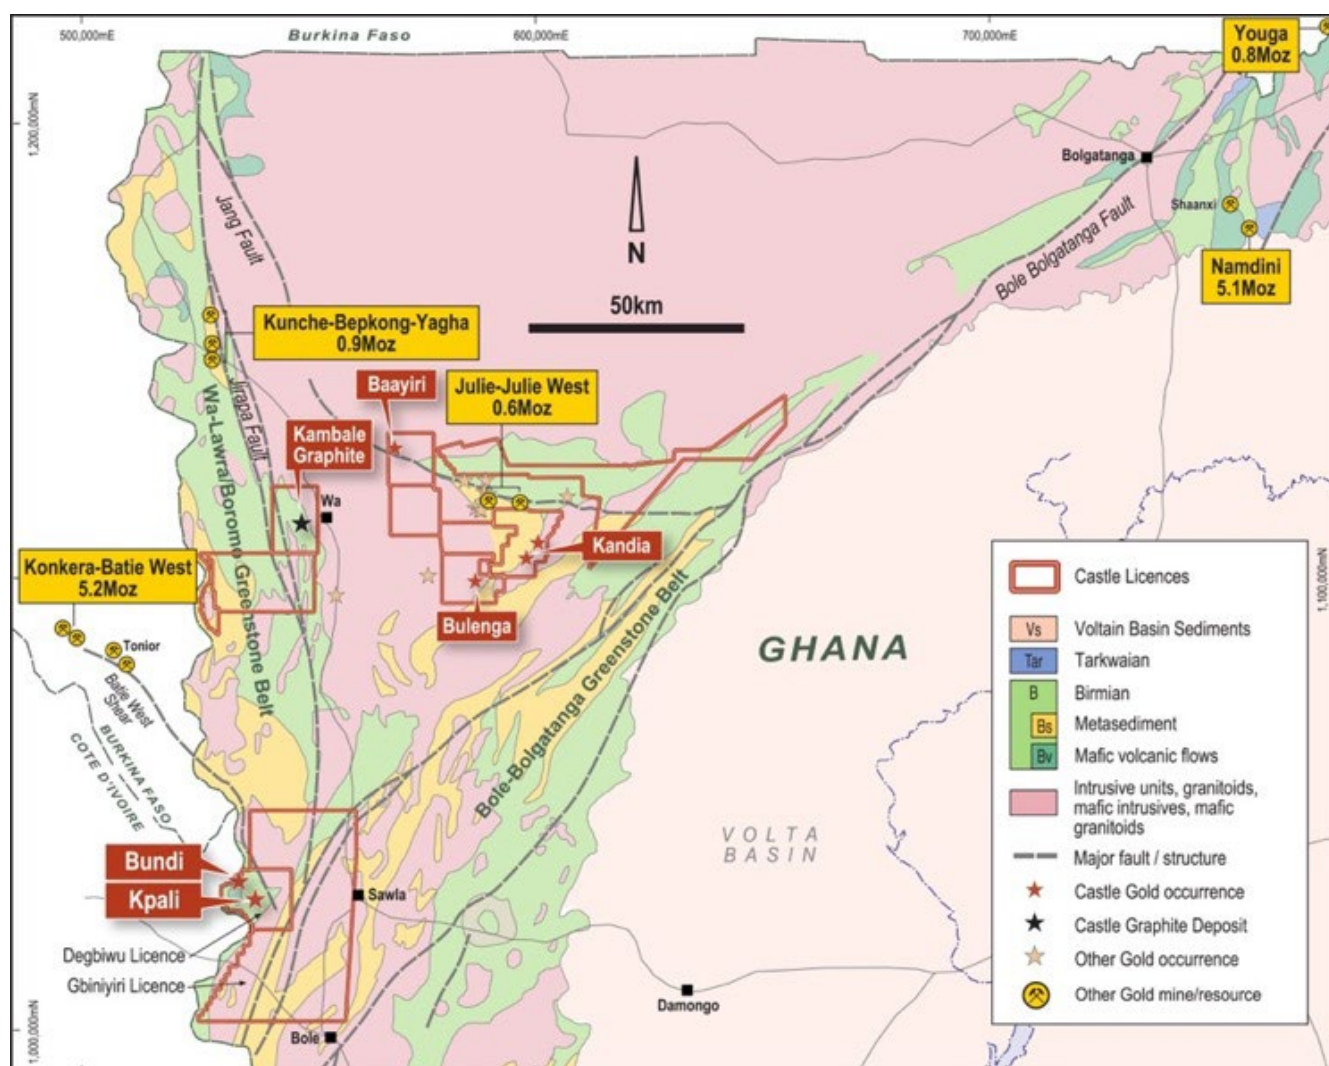 500,000mE
Burkina Faso
600,000mE
700,000mE
Youga
0.8Moz
1,200,000mN
Bolgatanga
Shaanxi
Jang Fault
N
Bole Bolgatanga Fault
Namdini
5.1Moz
50km
Kunche-Bepkong-Yagha
0.9Moz
Baayiri
Julie-Julie West
0.6Moz
Jirapa Fault
Wa-Lawra/Boromo Greenstone Belt
Kambale
Graphite
Wa
Kandia
Konkera-Batie West
5.2Moz
Bulenga
Tonior
Batie West
Shear
BURKINA FASO
COTE D'IVOIRE
Bole-Bolgatanga Greenstone Belt
GHANA
1,100,000mN
VOLTA
BASIN
Bundi
Kpali
Sawla
Degbiwu Licence
Gbiniyiri Licence
Damongo
Bole
1,000,000mN
Castle Licences
Vs Voltain Basin Sediments
Tar Tarkwaian
B Birmian
Bs Metasediment
Bv Mafic volcanic flows
Intrusive units, granitoids,
mafic intrusives, mafic
granitoids
Major fault / structure
Castle Gold occurrence
Castle Graphite Deposit
Other Gold occurrence
Other Gold mine/resource